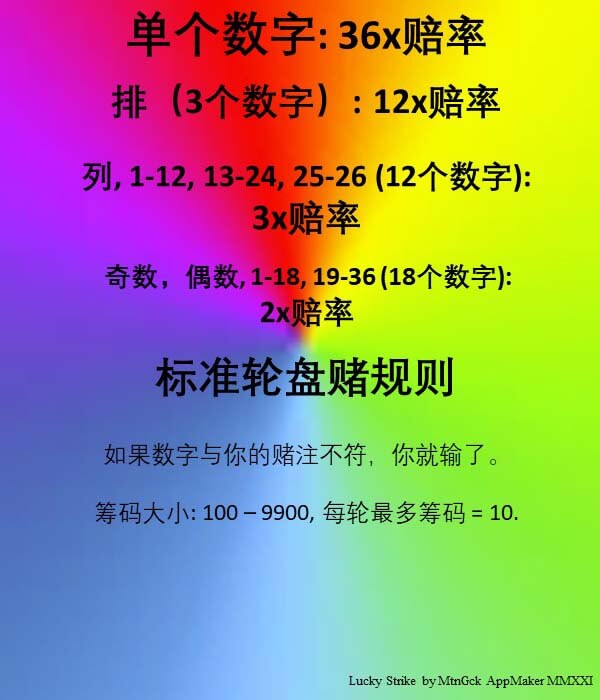 单个数字: 36x赔率
排（3个数字）: 12x赔率
列, 1-12, 13-24, 25-26 (12个数字):
3x赔率
奇数，偶数, 1-18, 19-36 (18个数字):
2x赔率
标准轮盘赌规则
如果数字与你的赌注不符，你就输了。
筹码大小: 100 – 9900, 每轮最多筹码 = 10.
Lucky Strike by MtnGck AppMaker MMXXI